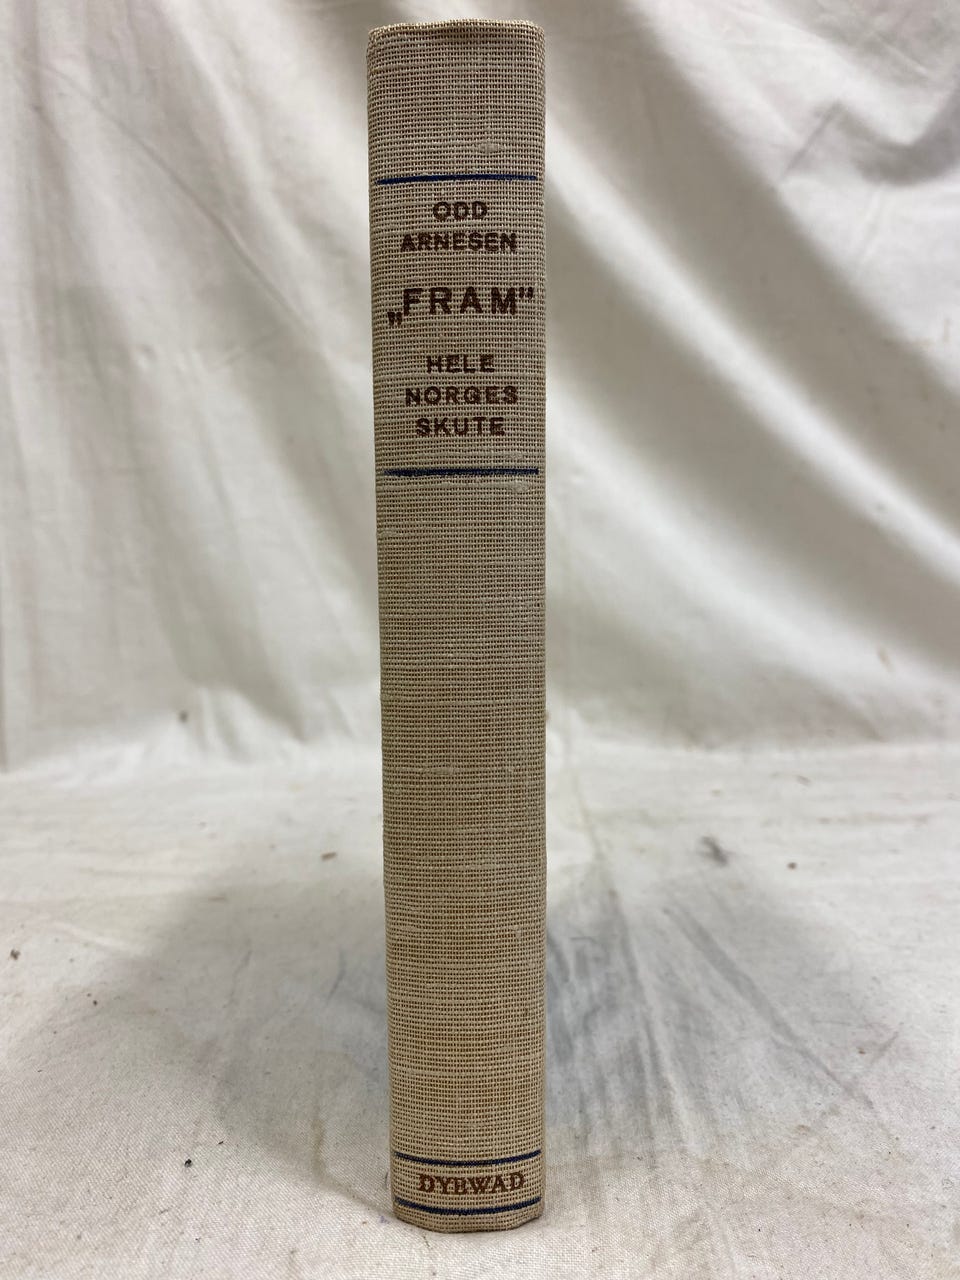 ODD
ARNESEN
„FRAM“
HELE
NORGES
SKUTE
DYBWAD